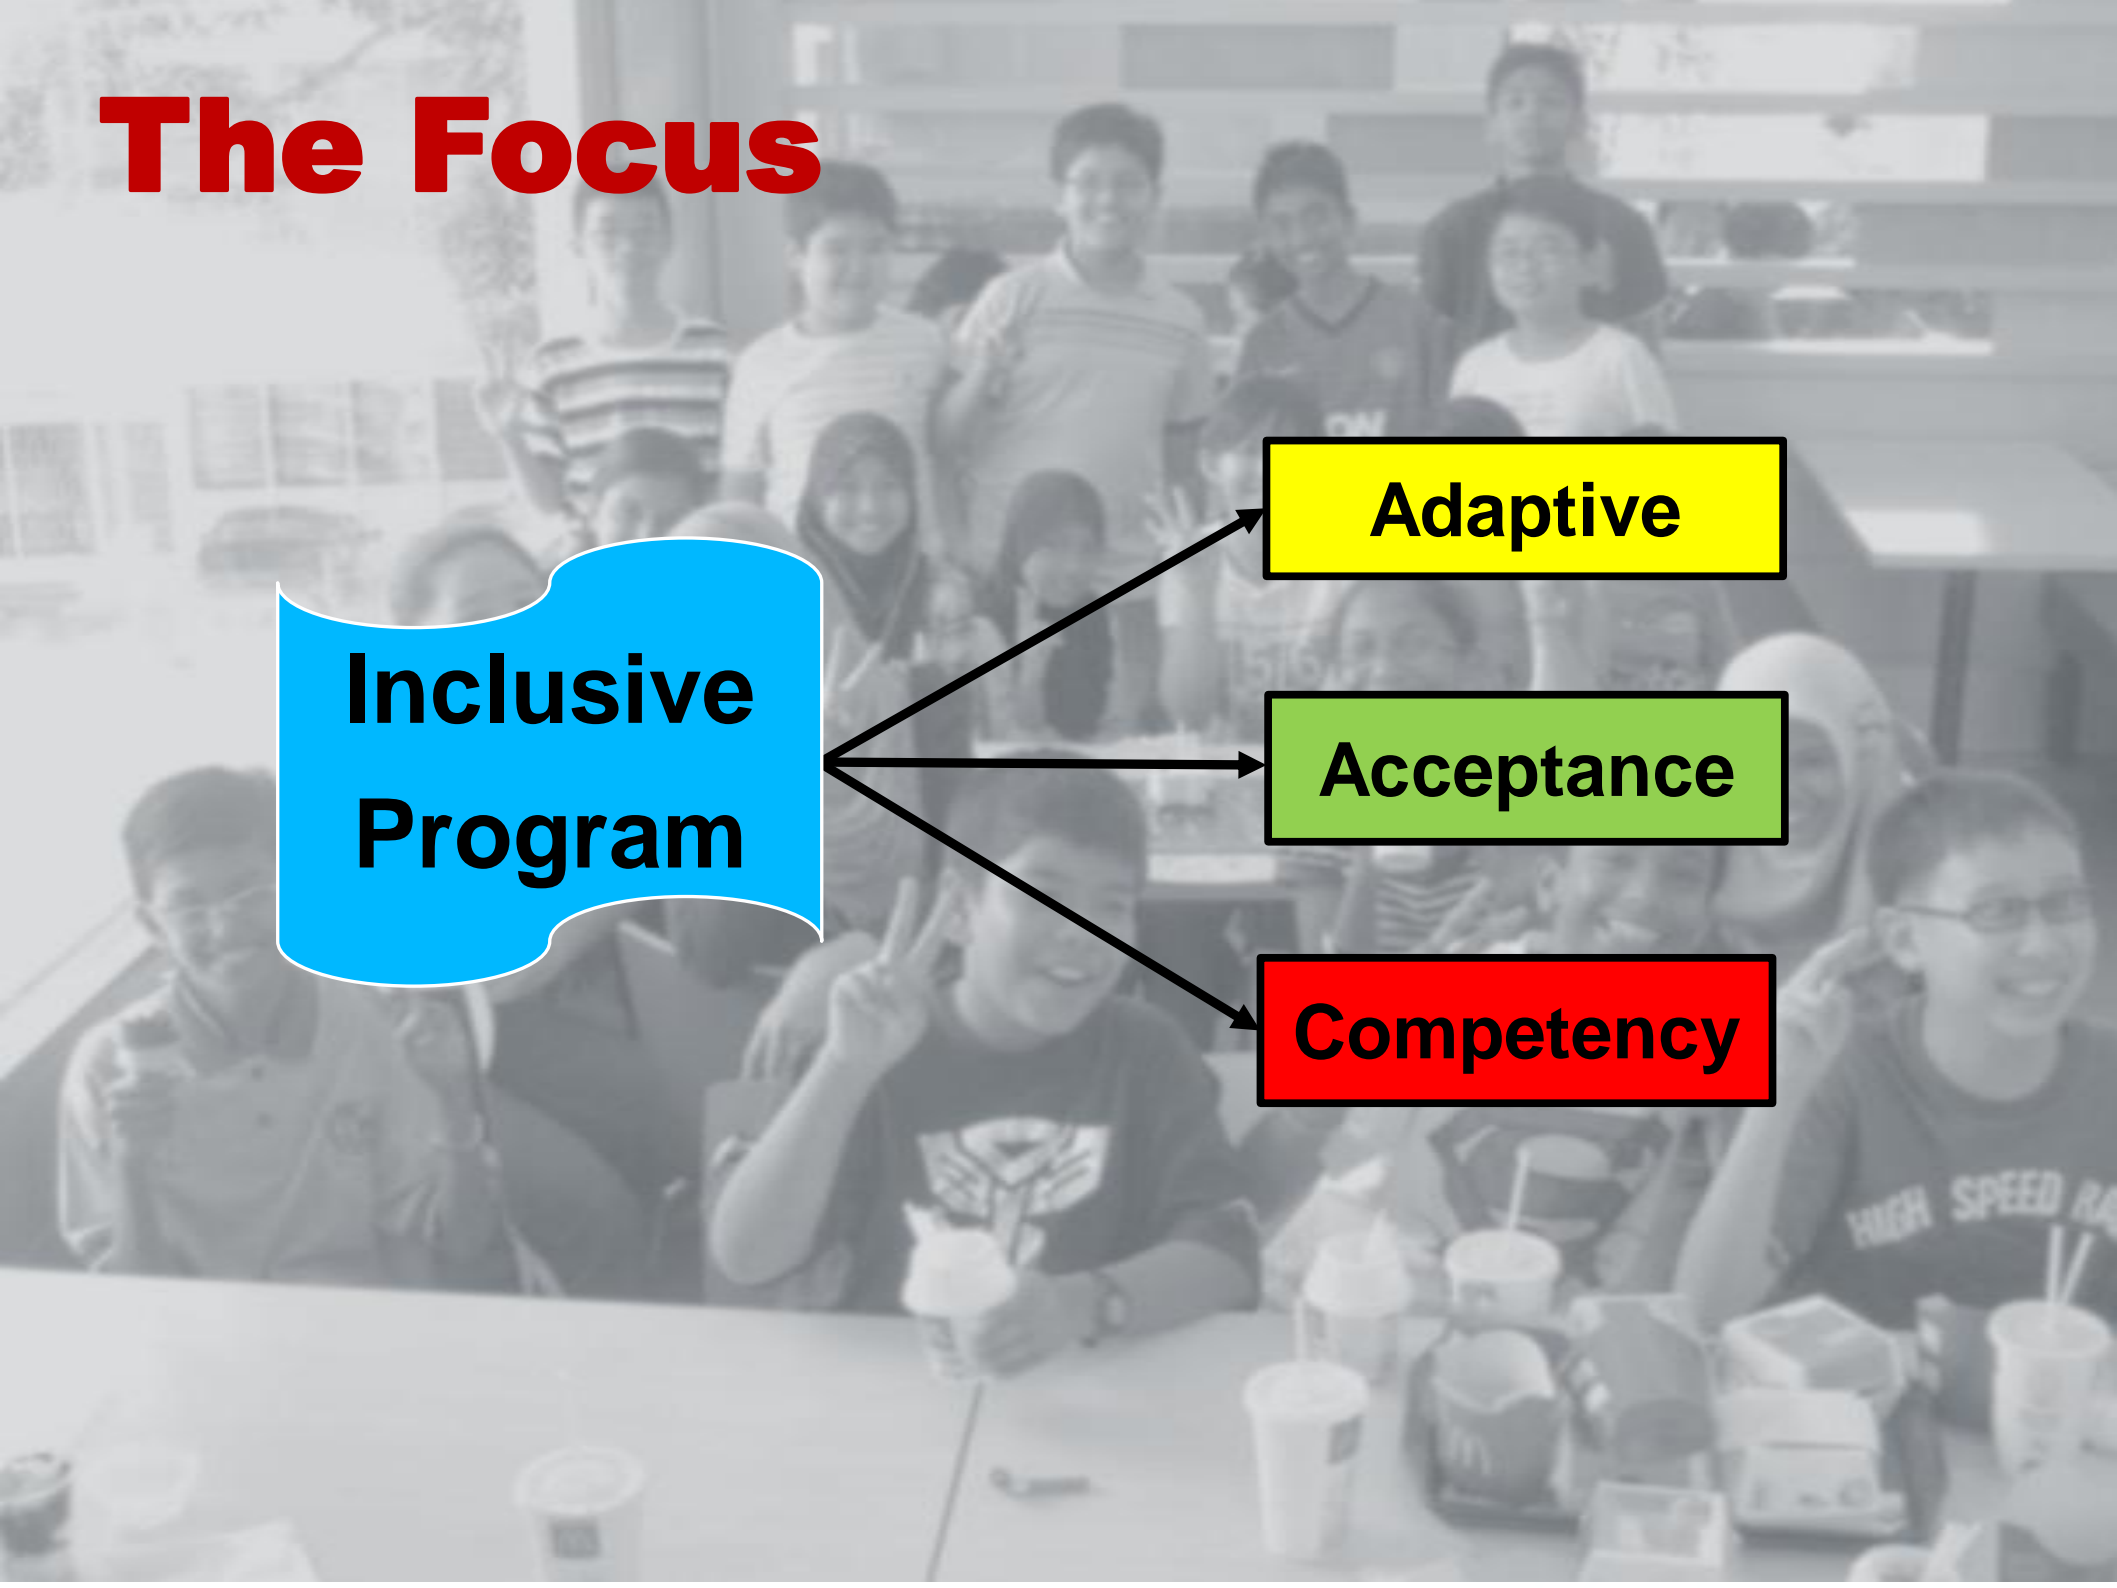 The Focus
Inclusive
Program
Adaptive
Acceptance
Competency
HIGH SPEED